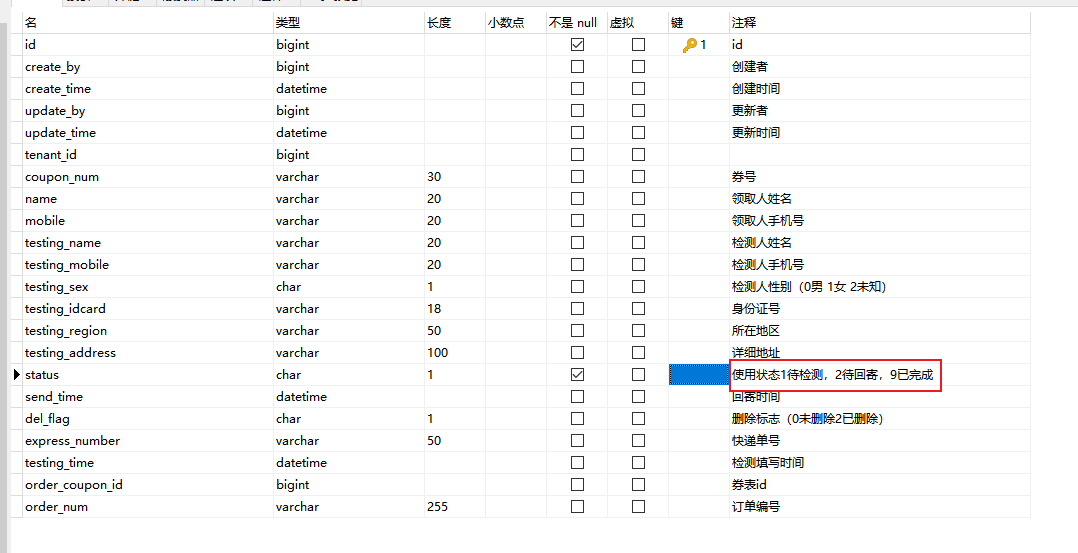 名 类型 长度 小数点 不是 null 虚拟 键 注释
id bigint 1 id
create_by bigint 创建者
create_time datetime 创建时间
update_by bigint 更新者
update_time datetime 更新时间
tenant_id bigint
coupon_num varchar 30 券号
name varchar 20 领取人姓名
mobile varchar 20 领取人手机号
testing_name varchar 20 检测人姓名
testing_mobile varchar 20 检测人手机号
testing_sex char 1 检测人性别（0男 1女 2未知）
testing_idcard varchar 18 身份证号
testing_region varchar 50 所在地区
testing_address varchar 100 详细地址
status char 1 使用状态1待检测，2待回寄，9已完成
send_time datetime 回寄时间
del_flag char 1 删除标志（0未删除2已删除）
express_number varchar 50 快递单号
testing_time datetime 检测填写时间
order_coupon_id bigint 券表id
order_num varchar 255 订单编号